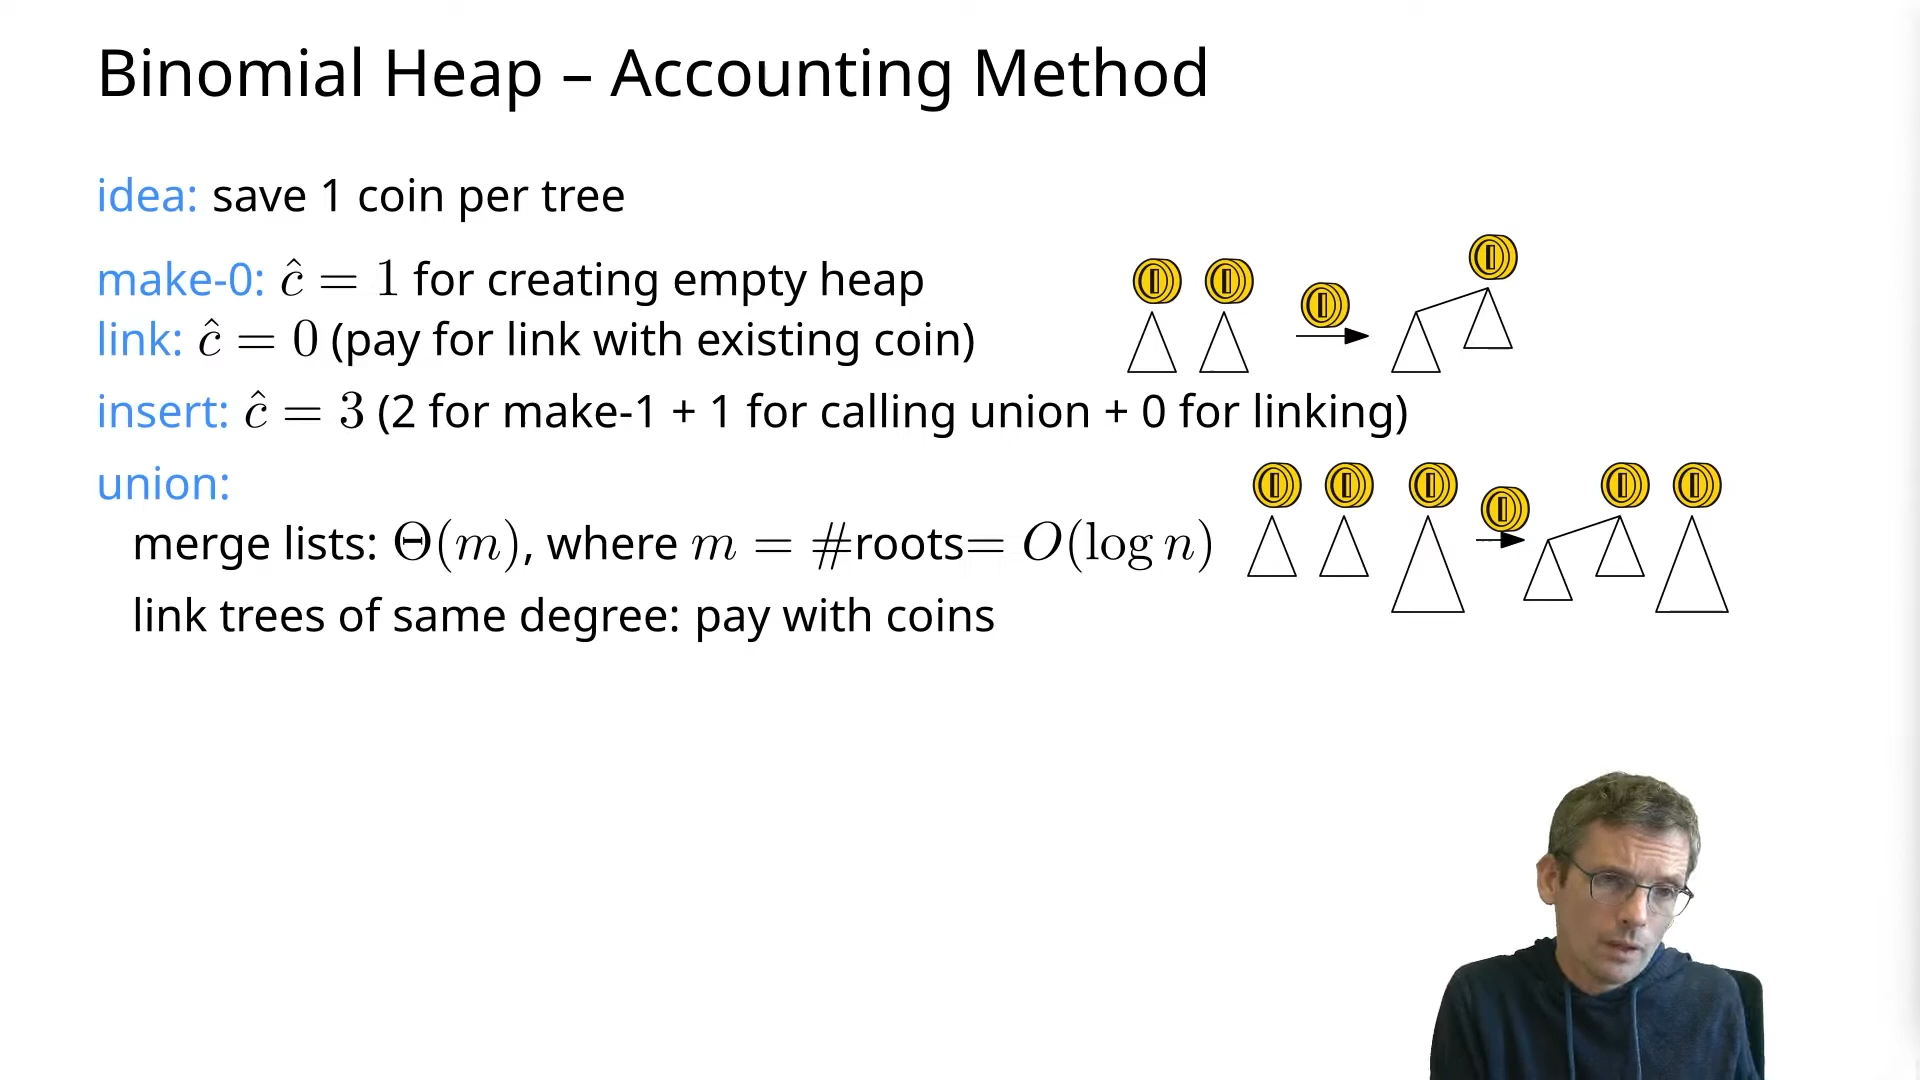 Binomial Heap – Accounting Method
idea: save 1 coin per tree
make-0: ĉ = 1 for creating empty heap
link: ĉ = 0 (pay for link with existing coin)
insert: ĉ = 3 (2 for make-1 + 1 for calling union + 0 for linking)
union:
merge lists: Θ(m), where m = #roots= O(log n)
link trees of same degree: pay with coins